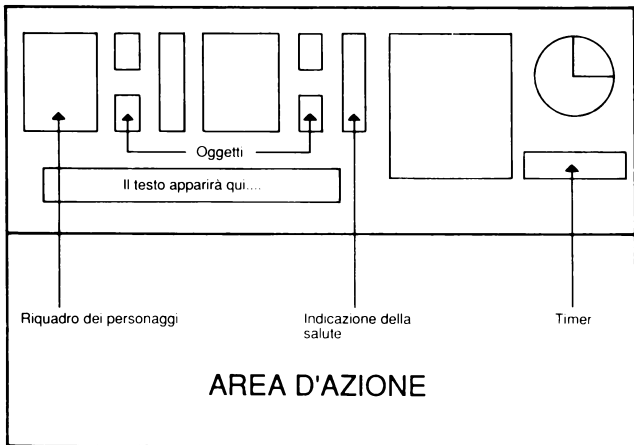 Oggetti
Il testo apparirà qui....
Riquadro dei personaggi
Indicazione della
salute
Timer
AREA D'AZIONE